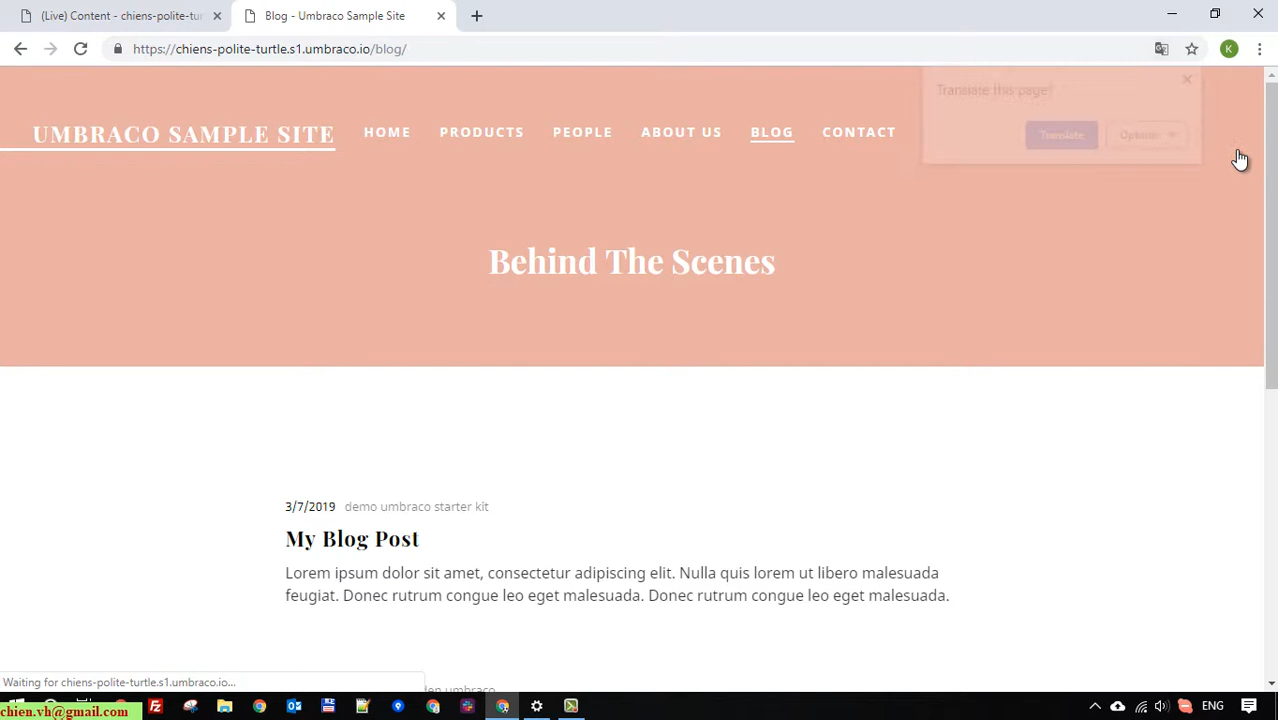 (Live) Content - chiens-polite-tur
Blog - Umbraco Sample Site
https://chiens-polite-turtle.s1.umbraco.io/blog/
K
Translate this page?
Translate
Options
UMBRACO SAMPLE SITE
HOME
PRODUCTS
PEOPLE
ABOUT US
BLOG
CONTACT
Behind The Scenes
3/7/2019 demo umbraco starter kit
My Blog Post
Lorem ipsum dolor sit amet, consectetur adipiscing elit. Nulla quis lorem ut libero malesuada
feugiat. Donec rutrum congue leo eget malesuada. Donec rutrum congue leo eget malesuada.
Waiting for chiens-polite-turtle.s1.umbraco.io...
umbraco
ENG
chien.vh@gmail.com